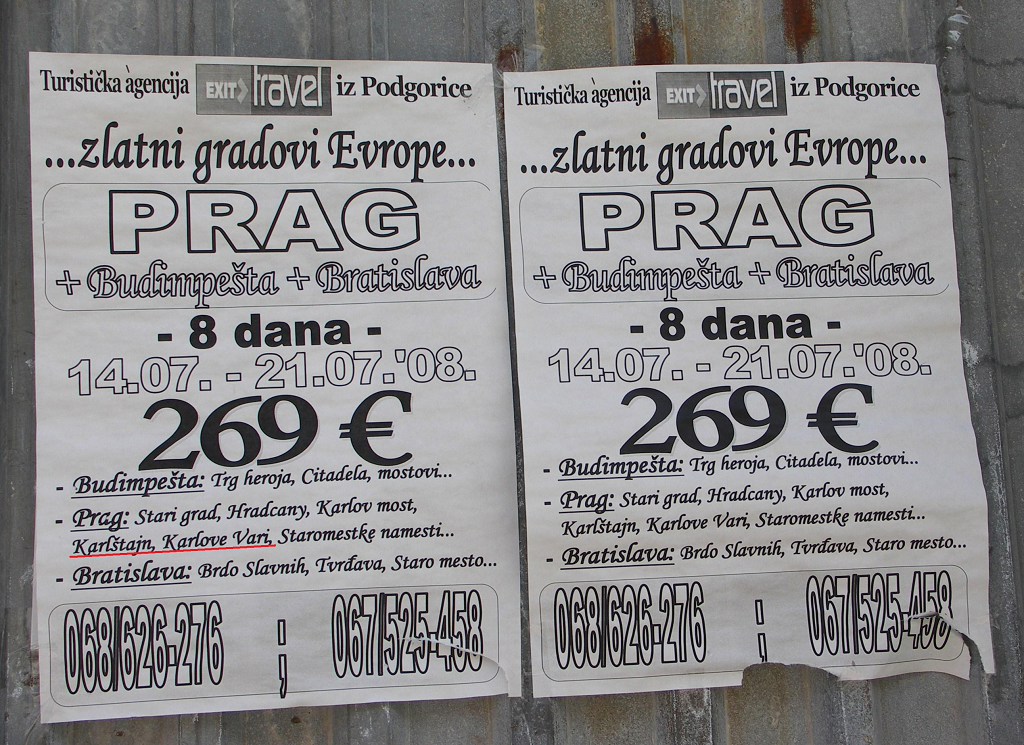 Turistička agencija EXIT travel iz Podgorice
...zlatni gradovi Evrope...
PRAG
+ Budimpešta + Bratislava
- 8 dana -
14.07. - 21.07.'08.
269 €
- Budimpešta: Trg heroja, Citadela, mostovi...
- Prag: Stari grad, Hradcany, Karlov most,
Karlštajn, Karlove Vari, Staromestke namesti...
- Bratislava: Brdo Slavnih, Tvrđava, Staro mesto...
068/626-276 ; 067/525-458
Turistička agencija EXIT travel iz Podgorice
...zlatni gradovi Evrope...
PRAG
+ Budimpešta + Bratislava
- 8 dana -
14.07. - 21.07.'08.
269 €
- Budimpešta: Trg heroja, Citadela, mostovi...
- Prag: Stari grad, Hradcany, Karlov most,
Karlštajn, Karlove Vari, Staromestke namesti...
- Bratislava: Brdo Slavnih, Tvrđava, Staro mesto...
068/626-276 ; 067/525-458